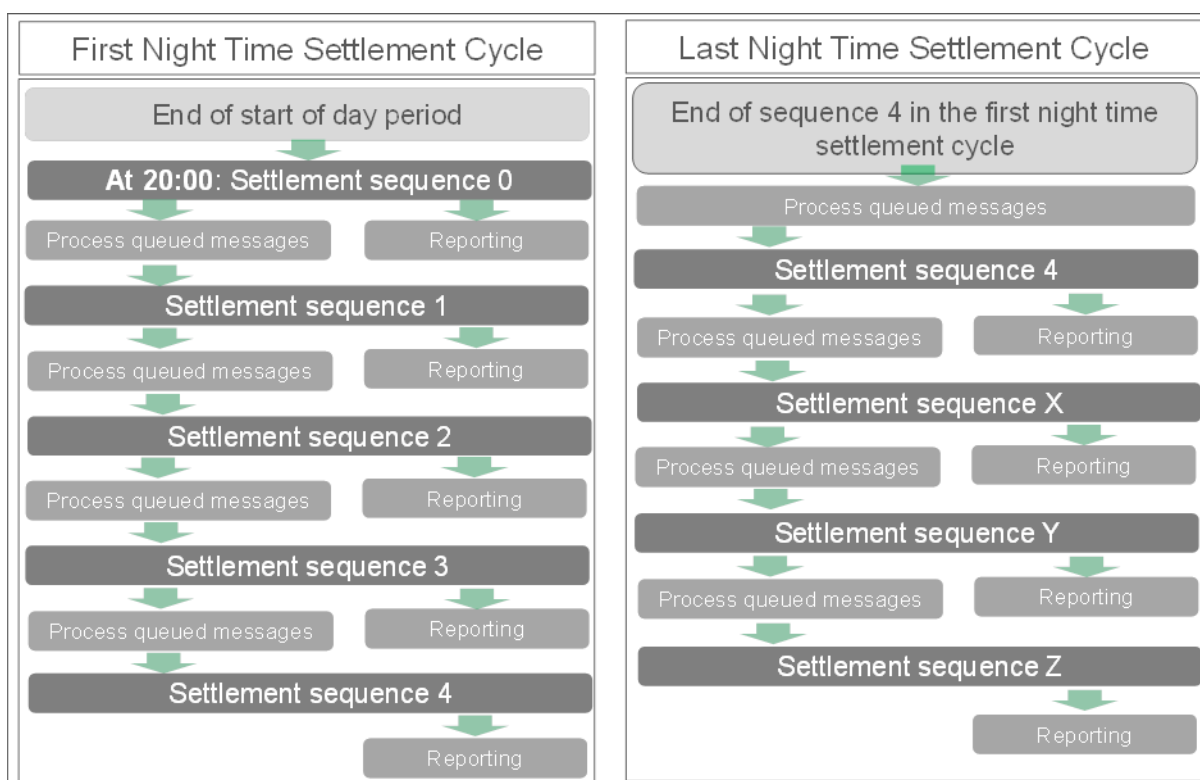 First Night Time Settlement Cycle
End of start of day period
At 20:00: Settlement sequence 0
Process queued messages
Reporting
Settlement sequence 1
Process queued messages
Reporting
Settlement sequence 2
Process queued messages
Reporting
Settlement sequence 3
Process queued messages
Reporting
Settlement sequence 4
Reporting
Last Night Time Settlement Cycle
End of sequence 4 in the first night time
settlement cycle
Process queued messages
Settlement sequence 4
Process queued messages
Reporting
Settlement sequence X
Process queued messages
Reporting
Settlement sequence Y
Process queued messages
Reporting
Settlement sequence Z
Reporting